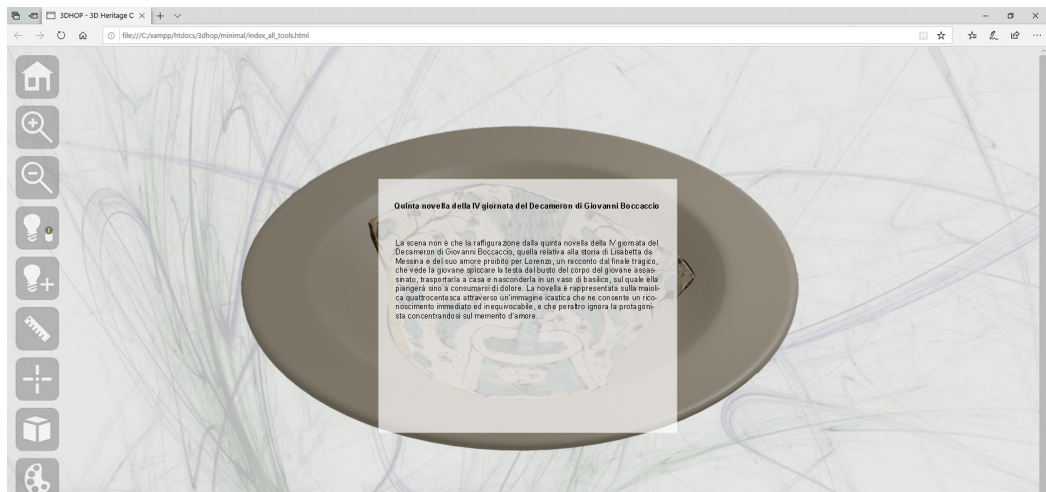 3DHOP - 3D Heritage C
file:///C:/xampp/htdocs/3dhop/minimal/index_all_tools.html
Quinta novella della IV giornata del Decameron di Giovanni Boccaccio
La scena non è che la raffigurazione dalla quinta novella della IV giornata del
Decameron di Giovanni Boccaccio, quella relativa alla storia di Lisabetta da
Messina e del suo amore proibito per Lorenzo, un racconto dal finale tragico,
che vede la giovane spiccare la testa dal busto del corpo del giovane assas-
sinato, trasportarla a casa e nasconderla in un vaso di basilico, sul quale ella
piangerà sino a consumarsi di dolore. La novella è rappresentata sulla maioli-
ca quattrocentesca attraverso un'immagine icastica che ne consente un rico-
noscimento immediato ed inequivocabile, e che peraltro ignora la protagoni-
sta concentrandosi sul memento d'amore.